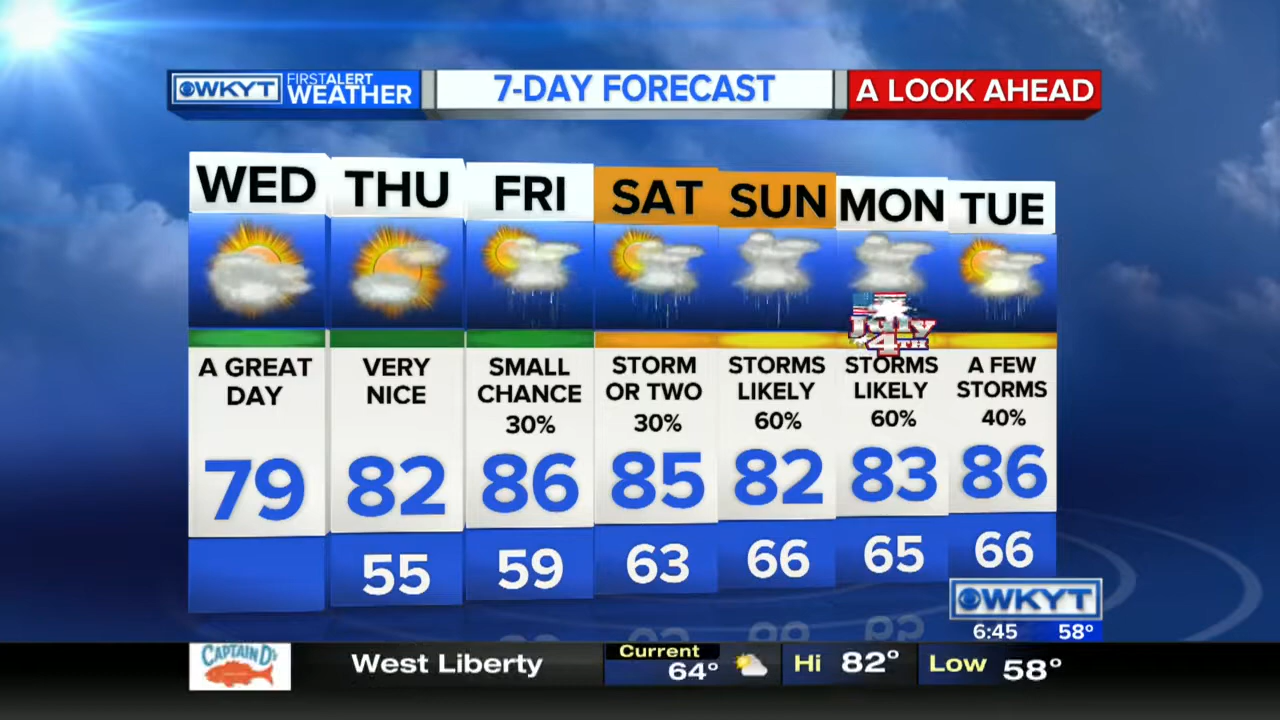 WKYT FIRST ALERT WEATHER
7-DAY FORECAST
A LOOK AHEAD
WED THU FRI SAT SUN MON TUE
July
4TH
A GREAT DAY
VERY NICE
SMALL CHANCE 30%
STORM OR TWO 30%
STORMS LIKELY 60%
STORMS LIKELY 60%
A FEW STORMS 40%
79 82 86 85 82 83 86
55 59 63 66 65 66
WKYT
6:45 58°
CAPTAIN D's
West Liberty
Current 64°
Hi 82°
Low 58°